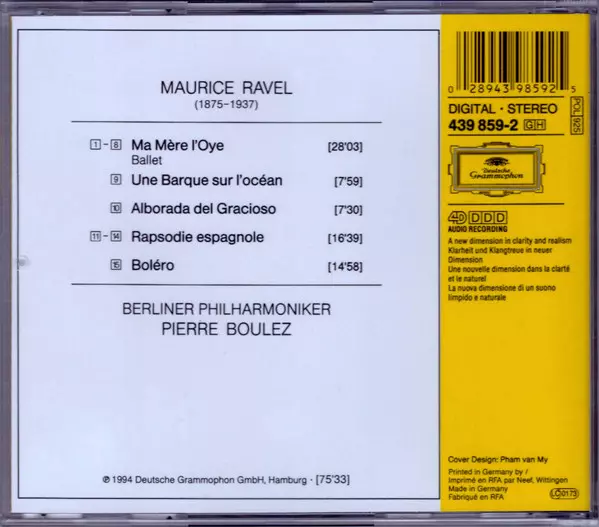 MAURICE RAVEL
(1875-1937)
1 - 8 Ma Mère l'Oye [28'03]
Ballet
9 Une Barque sur l'océan [7'59]
10 Alborada del Gracioso [7'30]
11 - 14 Rapsodie espagnole [16'39]
15 Boléro [14'58]
BERLINER PHILHARMONIKER
PIERRE BOULEZ
℗ 1994 Deutsche Grammophon GmbH, Hamburg · [75'33]
0 28943 98592 5
DIGITAL · STEREO
439 859-2 GH
POL 925
Deutsche
Grammophon
4D DDD
AUDIO RECORDING
A new dimension in clarity and realism
Klarheit und Klangtreue in neuer
Dimension
Une nouvelle dimension dans la clarté
et le naturel
La nuova dimensione di un suono
limpido e naturale
Cover Design: Pham van My
Printed in Germany by /
Imprimé en RFA par Neef, Wittingen
Made in Germany
Fabriqué en RFA
LC 0173